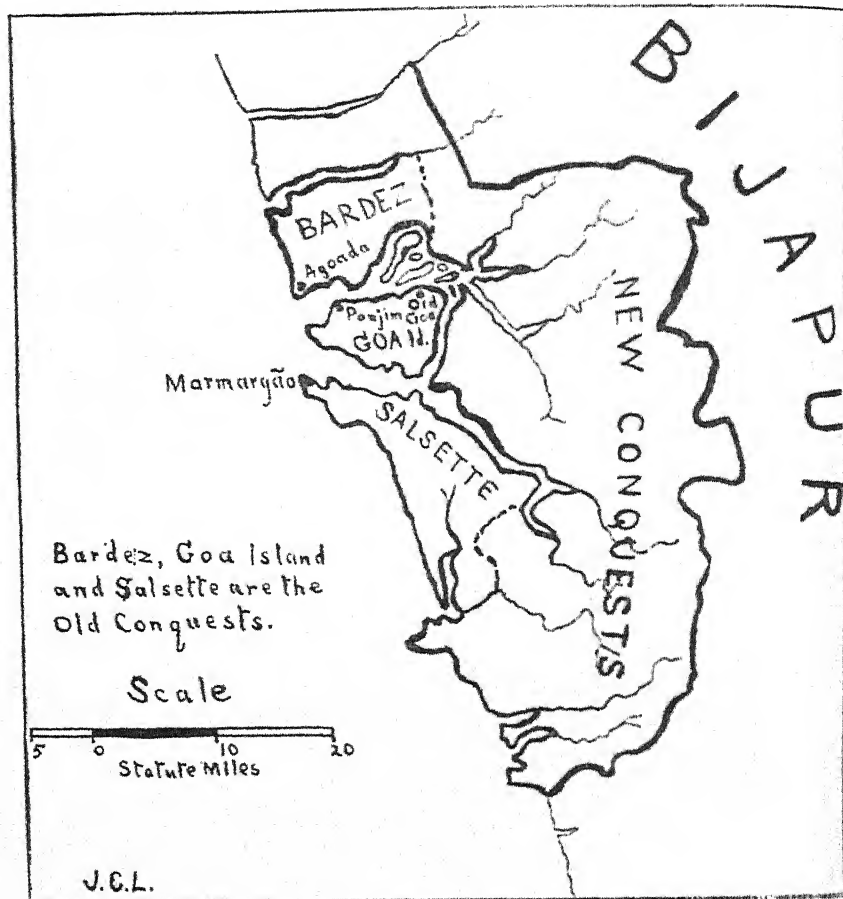 BIJAPUR
BARDEZ
Agoada
Panjim
Old
Goa
GOA Id.
Marmargão
SALSETTE
NEW CONQUESTS
Bardez, Goa Island
and Salsette are the
Old Conquests.
Scale
5 0 10 20
Statute Miles
J.C.L.